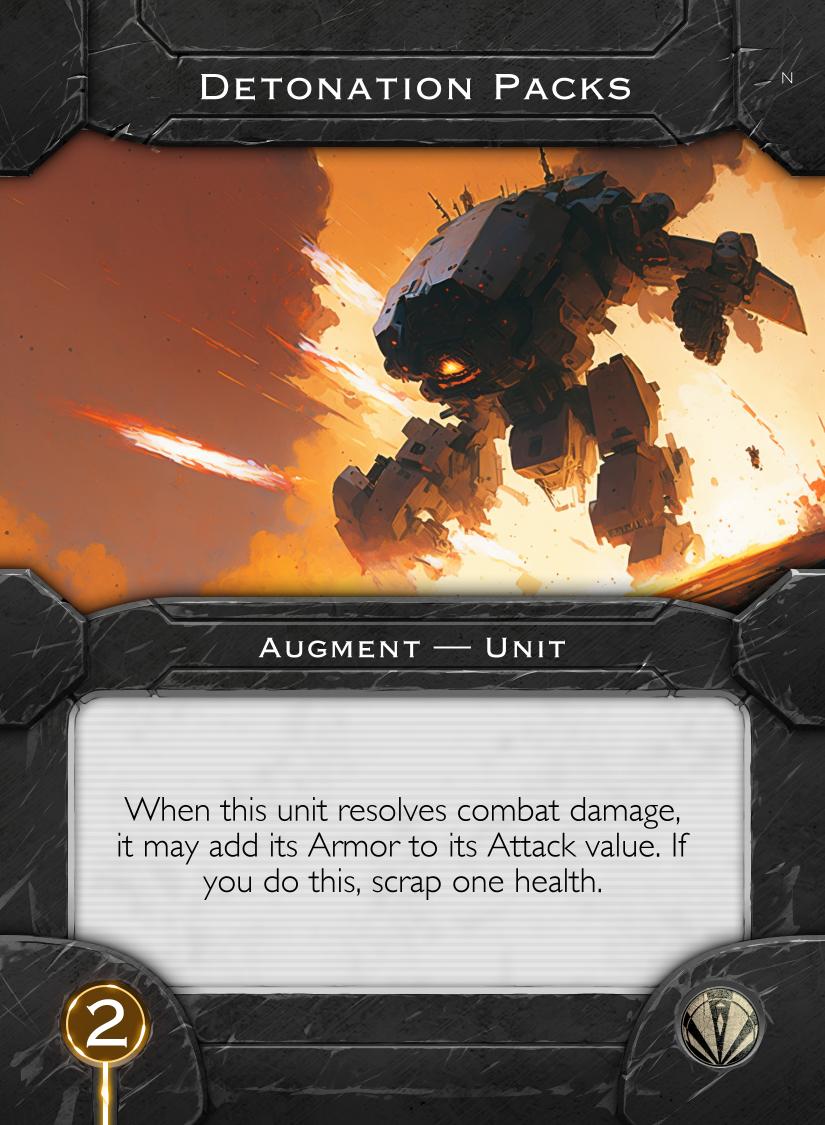 Detonation Packs
N
Augment — Unit
When this unit resolves combat damage,
it may add its Armor to its Attack value. If
you do this, scrap one health.
2